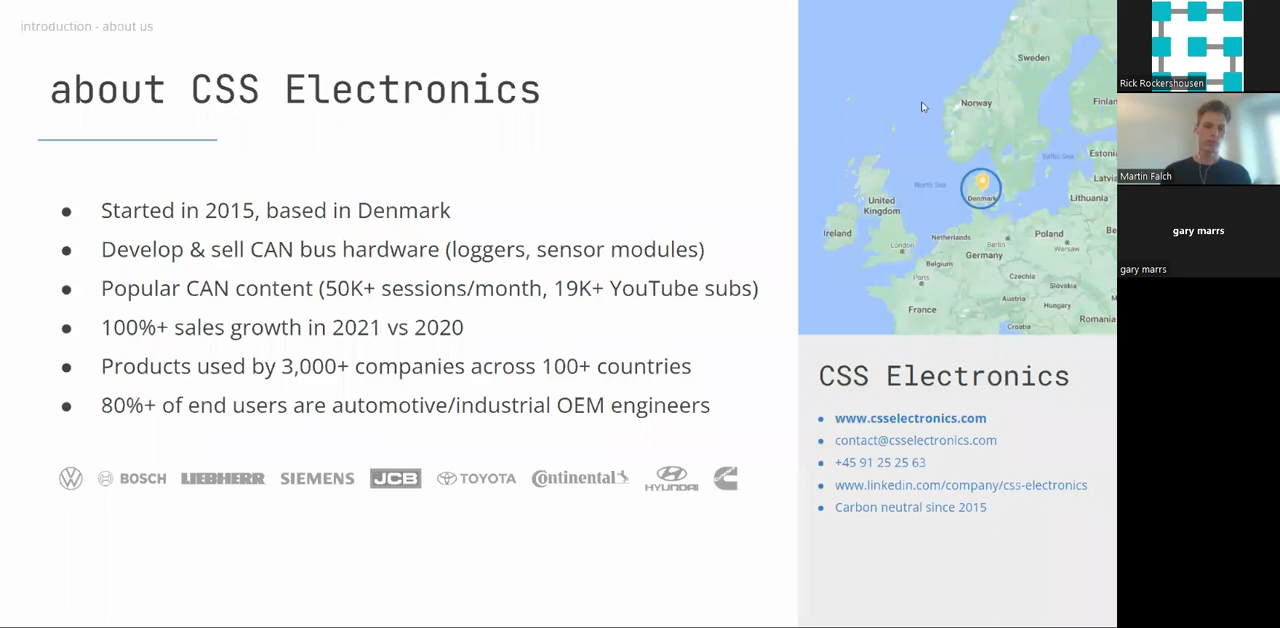 introduction - about us
about CSS Electronics
● Started in 2015, based in Denmark
● Develop & sell CAN bus hardware (loggers, sensor modules)
● Popular CAN content (50K+ sessions/month, 19K+ YouTube subs)
● 100%+ sales growth in 2021 vs 2020
● Products used by 3,000+ companies across 100+ countries
● 80%+ of end users are automotive/industrial OEM engineers
BOSCH LIEBHERR SIEMENS JCB TOYOTA Continental HYUNDAI
Sweden
Norway
Finlan
Estonia
Baltic Sea
Latvia
North Sea
Denmark
Lithuania
United
Kingdom
Ireland
Netherlands
Poland
Be
London
Berlin
Warsaw
Belgium
Germany
Paris
Czechia
Slovakia
Austria
Hungary
M
France
Croatia
Romania
CSS Electronics
● www.csselectronics.com
● contact@csselectronics.com
● +45 91 25 25 63
● www.linkedin.com/company/css-electronics
● Carbon neutral since 2015
Rick Rockershousen
Martin Falch
gary marrs
gary marrs